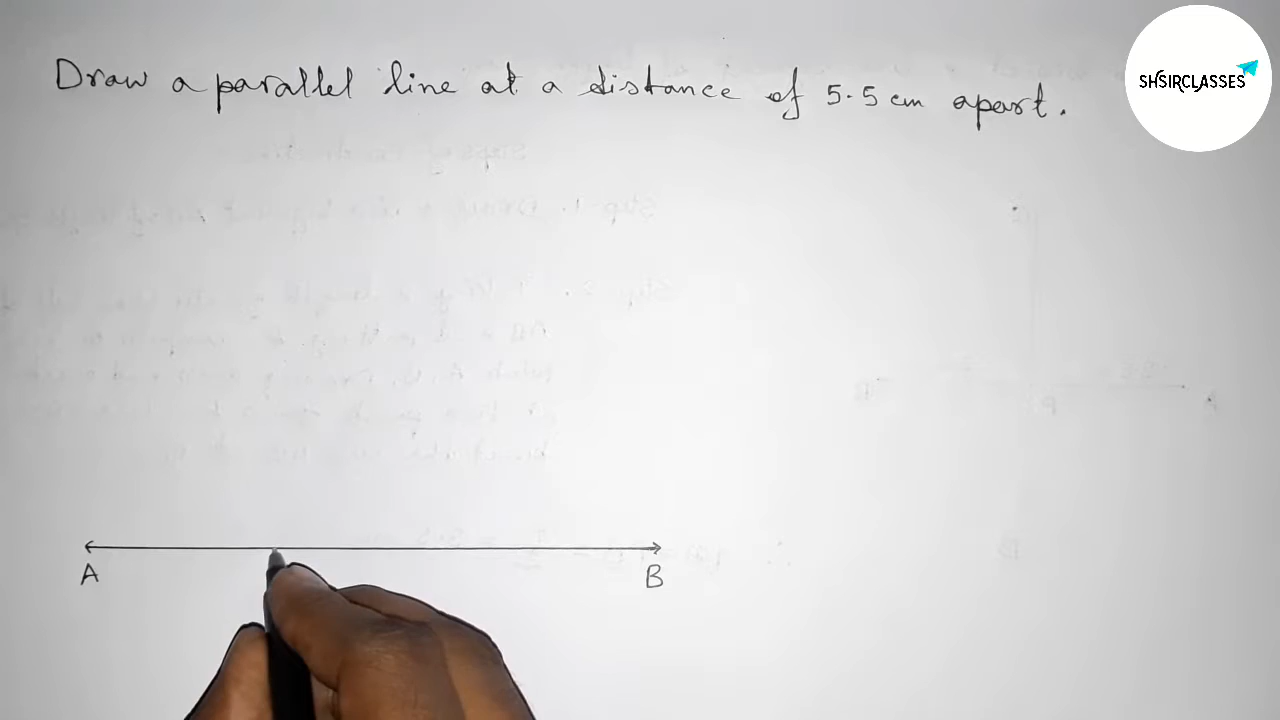 Draw a parallel line at a distance of 5.5 cm apart.
SHSIRCLASSES
A
B